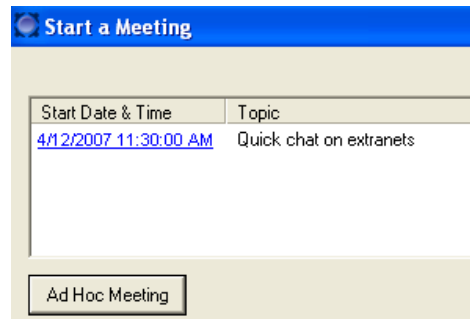 Start a Meeting
Start Date & Time Topic
4/12/2007 11:30:00 AM Quick chat on extranets
Ad Hoc Meeting